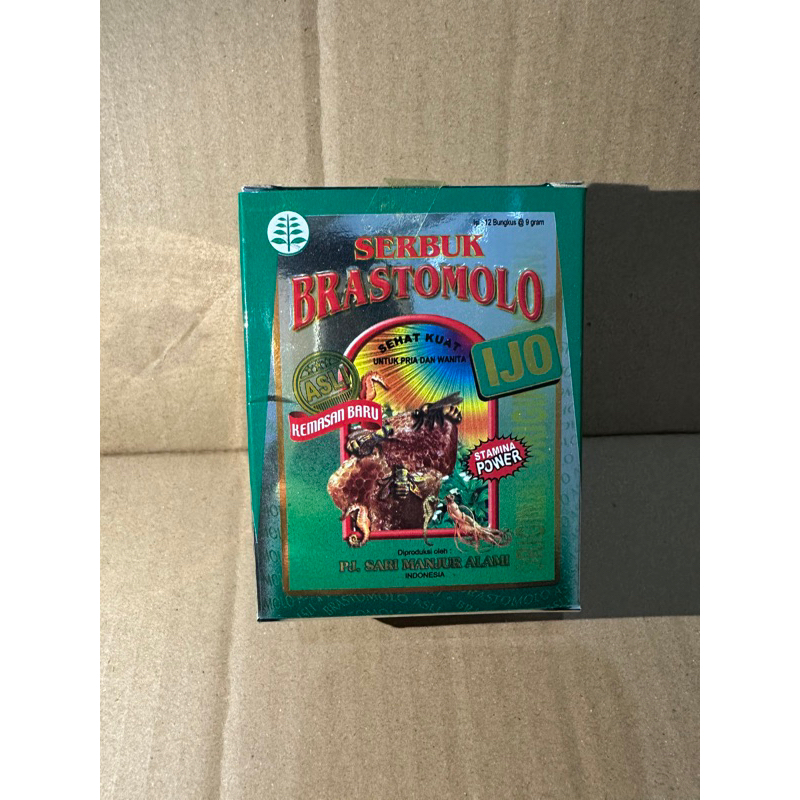 Isi : 12 Bungkus @ 9 gram
SERBUK
BRASTOMOLO
IJO
SEHAT KUAT
UNTUK PRIA DAN WANITA
ASLI
KEMASAN BARU
STAMINA
POWER
Diproduksi oleh :
PJ. SARI MANJUR ALAMI
INDONESIA
BRASTOMOLO